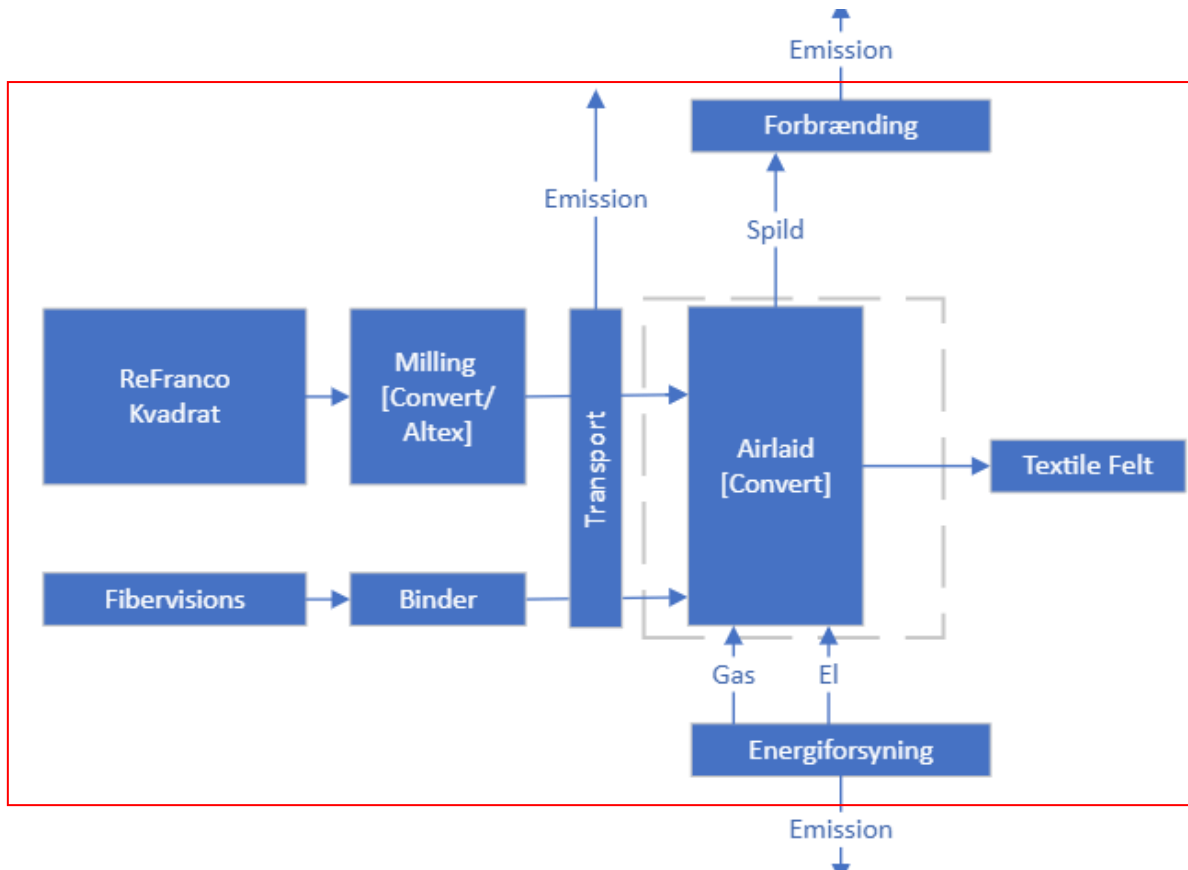 Emission
Forbrænding
Emission
Spild
ReFranco
Kvadrat
Milling
[Convert/
Altex]
Transport
Airlaid
[Convert]
Textile Felt
Fibervisions
Binder
Gas
El
Energiforsyning
Emission